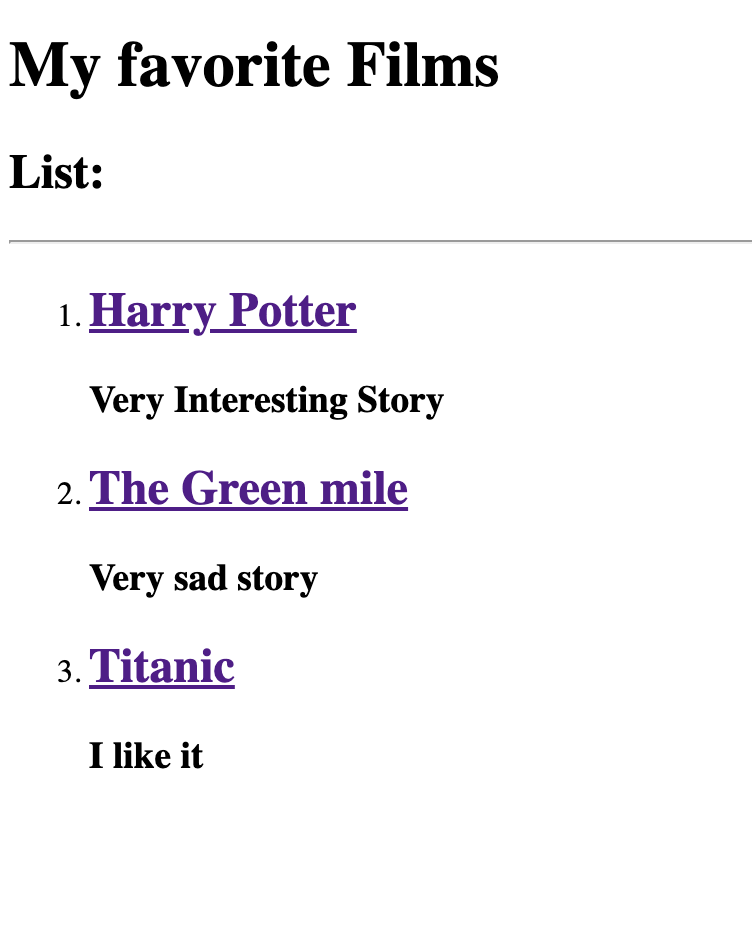 My favorite Films
List:
1. Harry Potter
Very Interesting Story
2. The Green mile
Very sad story
3. Titanic
I like it